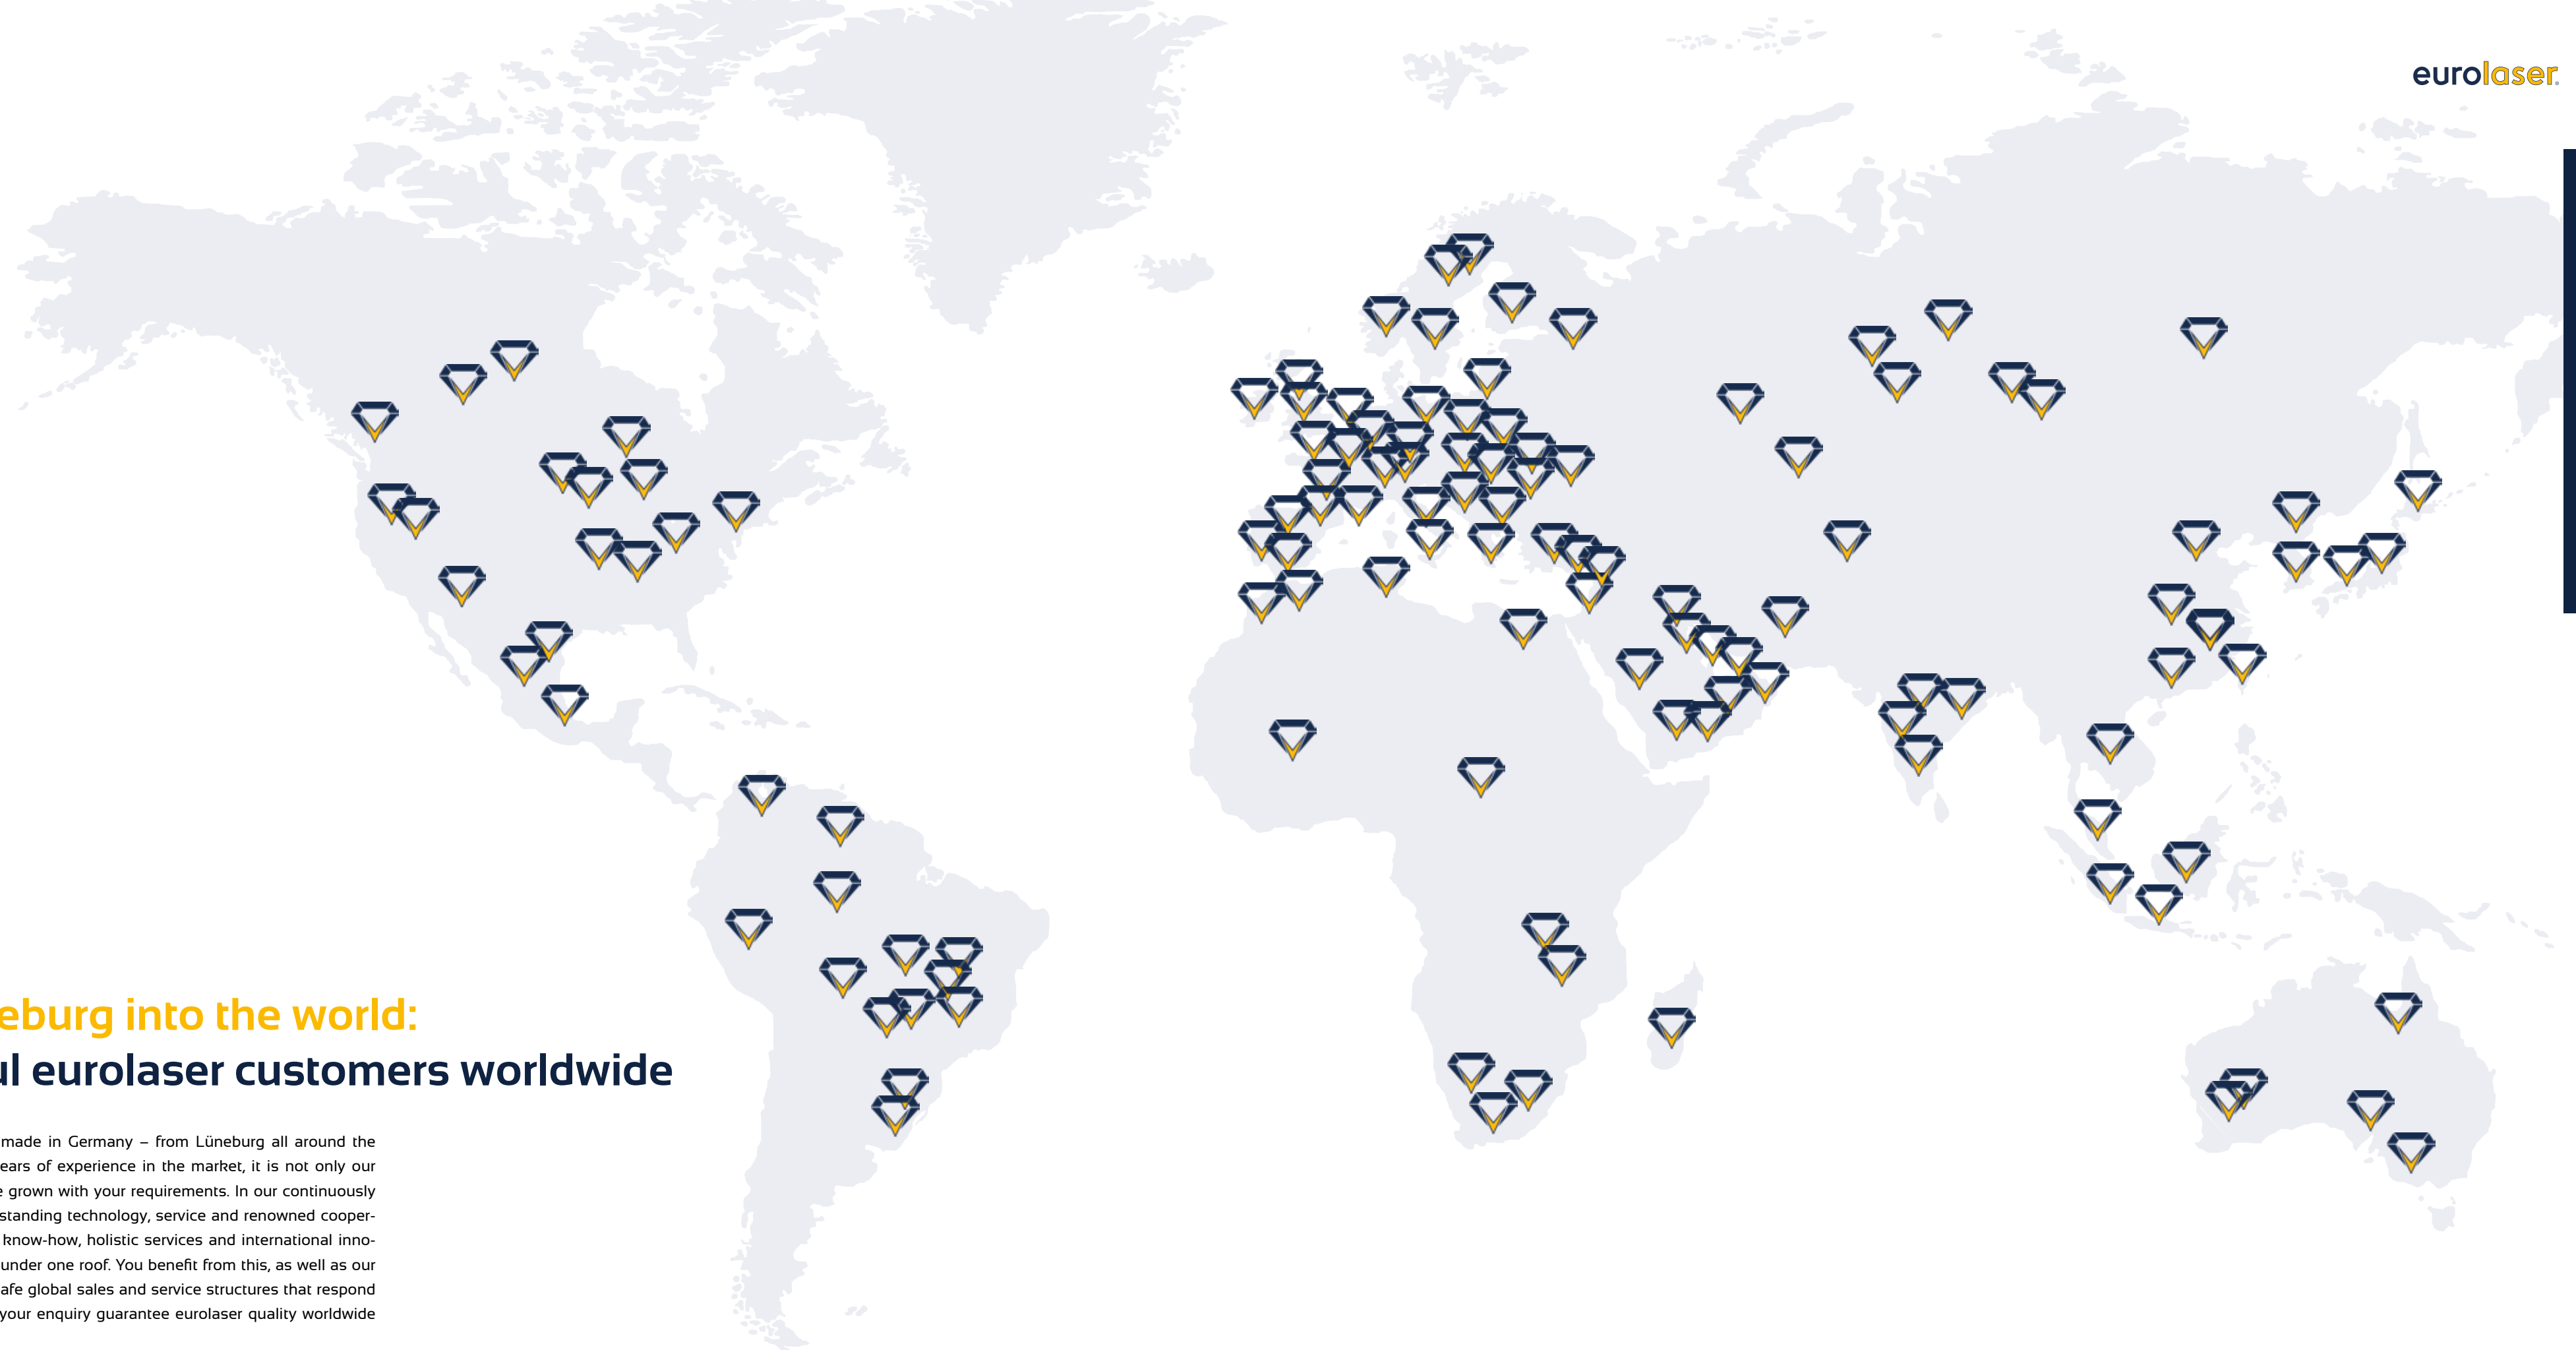 eurolaser
eburg into the world:
ul eurolaser customers worldwide
made in Germany – from Lüneburg all around the
ears of experience in the market, it is not only our
e grown with your requirements. In our continuously
standing technology, service and renowned cooper-
know-how, holistic services and international inno-
under one roof. You benefit from this, as well as our
afe global sales and service structures that respond
your enquiry guarantee eurolaser quality worldwide